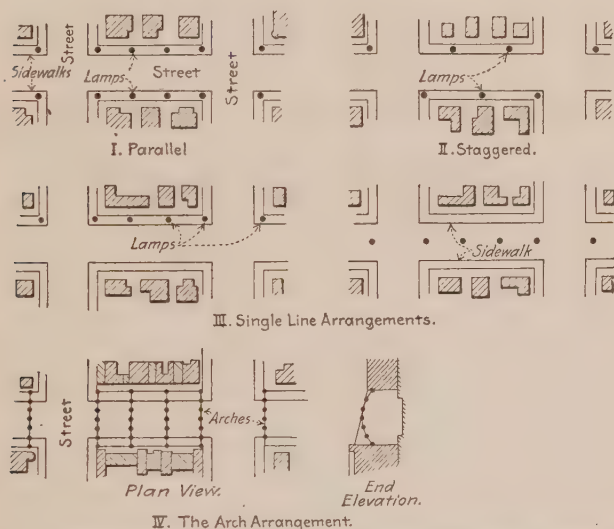 Street
Sidewalks
Lamps
Street
Street
I. Parallel
Lamps
II. Staggered.
Lamps
Sidewalk
III. Single Line Arrangements.
Street
Arches
Plan View.
End
Elevation.
IV. The Arch Arrangement.